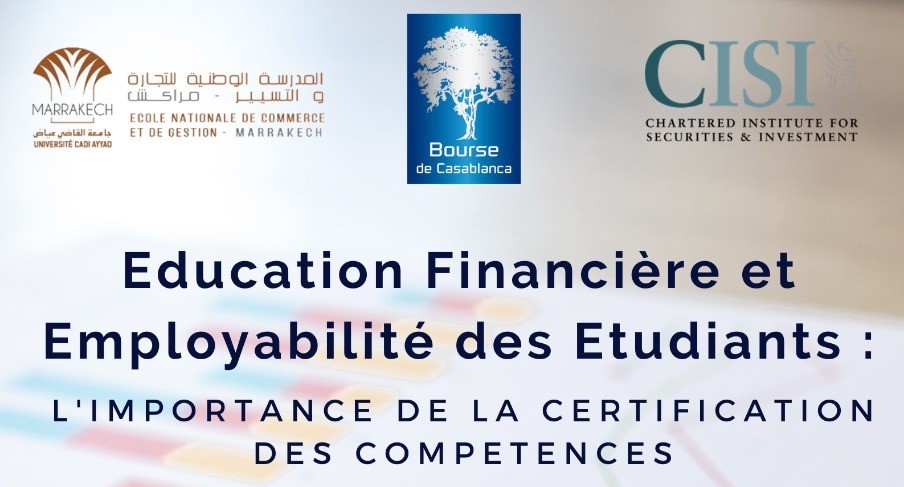 MARRAKECH
جامعة القاضي عياض
UNIVERSITÉ CADI AYYAD
المدرسة الوطنية للتجارة
و التسيير - مراكش
ECOLE NATIONALE DE COMMERCE
ET DE GESTION - MARRAKECH
Bourse
de Casablanca
CISI
CHARTERED INSTITUTE FOR
SECURITIES & INVESTMENT
Education Financière et
Employabilité des Etudiants :
L'IMPORTANCE DE LA CERTIFICATION
DES COMPETENCES